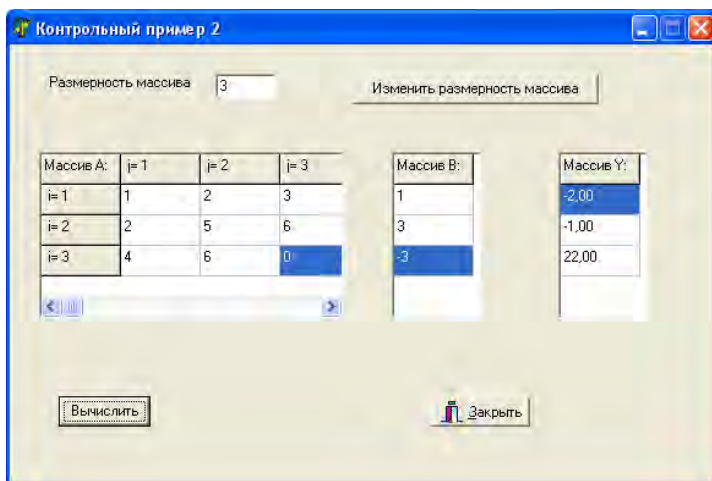 Контрольный пример 2
Размерность массива 3 Изменить размерность массива
Массив A: j= 1 j= 2 j= 3 Массив B: Массив Y:
i= 1 1 2 3 1 -2,00
i= 2 2 5 6 3 -1,00
i= 3 4 6 0 -3 22,00
Вычислить Закрыть